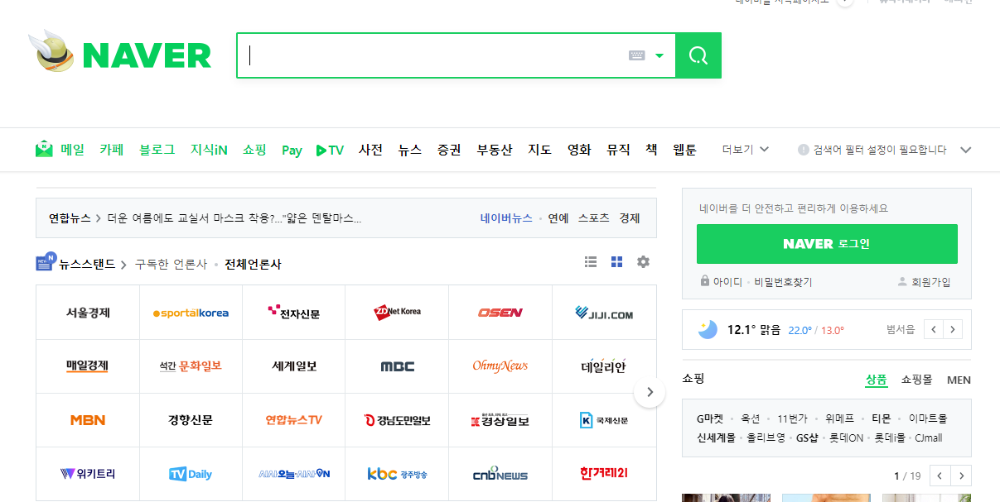 NAVER
메일 카페 블로그 지식iN 쇼핑 Pay TV 사전 뉴스 증권 부동산 지도 영화 뮤직 책 웹툰 더보기 검색어 필터 설정이 필요합니다
연합뉴스 > 더운 여름에도 교실서 마스크 착용?..."얇은 덴탈마스... 네이버뉴스 · 연예 스포츠 경제
NEW N 뉴스스탠드 > 구독한 언론사 · 전체언론사
서울경제 sportalkorea 전자신문 ZDNet Korea OSEN JIJI.COM
매일경제 석간 문화일보 세계일보 MBC OhmyNews 데일리안
MBN 경향신문 연합뉴스TV 경남도민일보 경상일보 국제신문
위키트리 TVDaily 시사오늘·시사ON kbc 광주방송 cnbNEWS 한겨레21
네이버를 더 안전하고 편리하게 이용하세요
NAVER 로그인
아이디 · 비밀번호찾기 회원가입
12.1° 맑음 22.0° / 13.0° 범서읍 < >
쇼핑 상품 쇼핑몰 MEN
G마켓 · 옥션 · 11번가 · 위메프 · 티몬 · 이마트몰
신세계몰 · 올리브영 · GS샵 · 롯데ON · 롯데i몰 · CJmall
1 / 19 < >